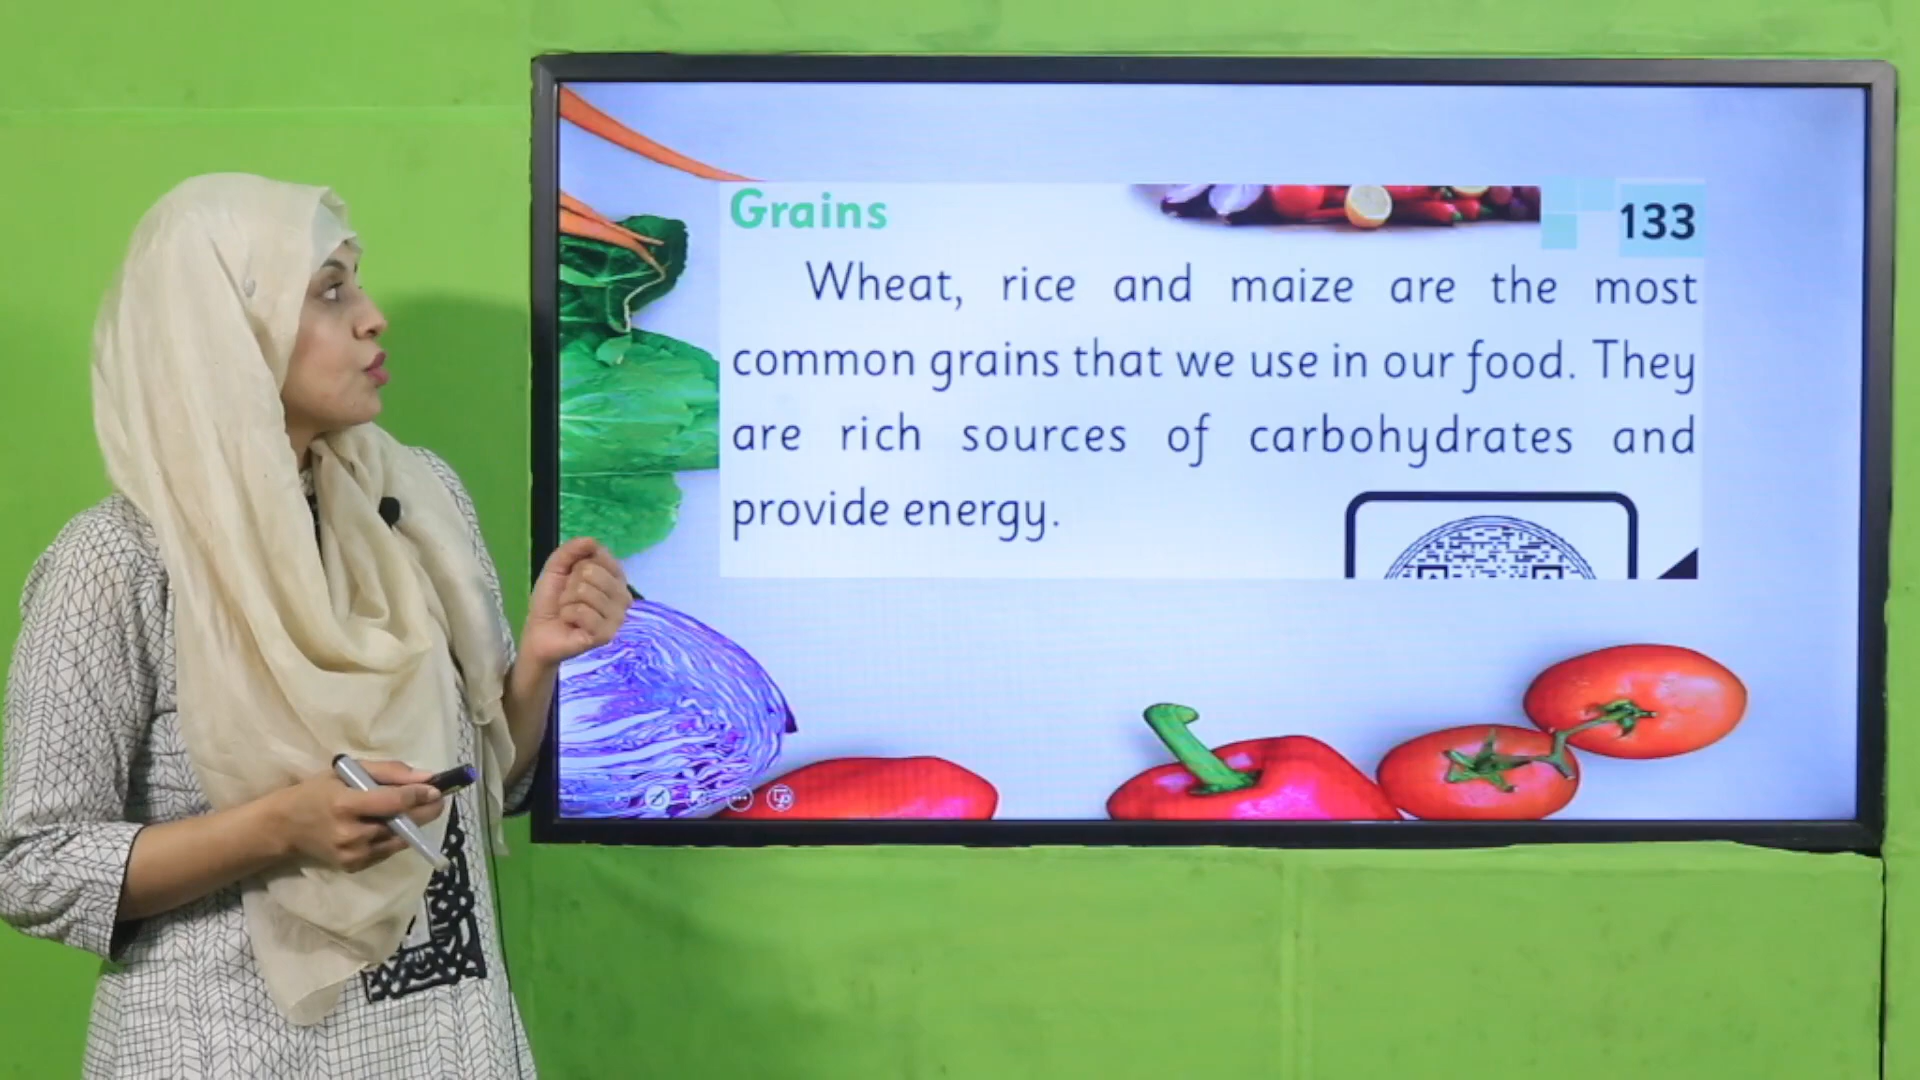 Grains
133
Wheat, rice and maize are the most
common grains that we use in our food. They
are rich sources of carbohydrates and
provide energy.